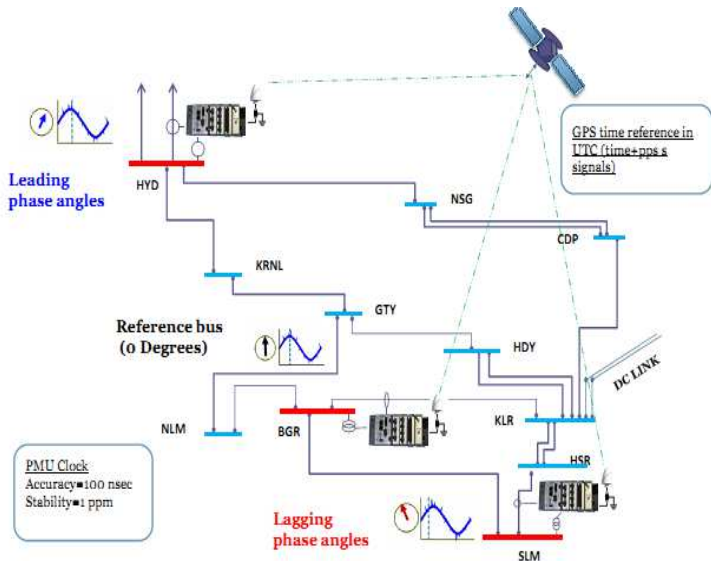 GPS time reference in
UTC (time+pps s
signals)
Leading
phase angles
HYD
NSG
CDP
KRNL
GTY
Reference bus
(0 Degrees)
HDY
DC LINK
NLM
BGR
KLR
HSR
PMU Clock
Accuracy=100 nsec
Stability=1 ppm
Lagging
phase angles
SLM